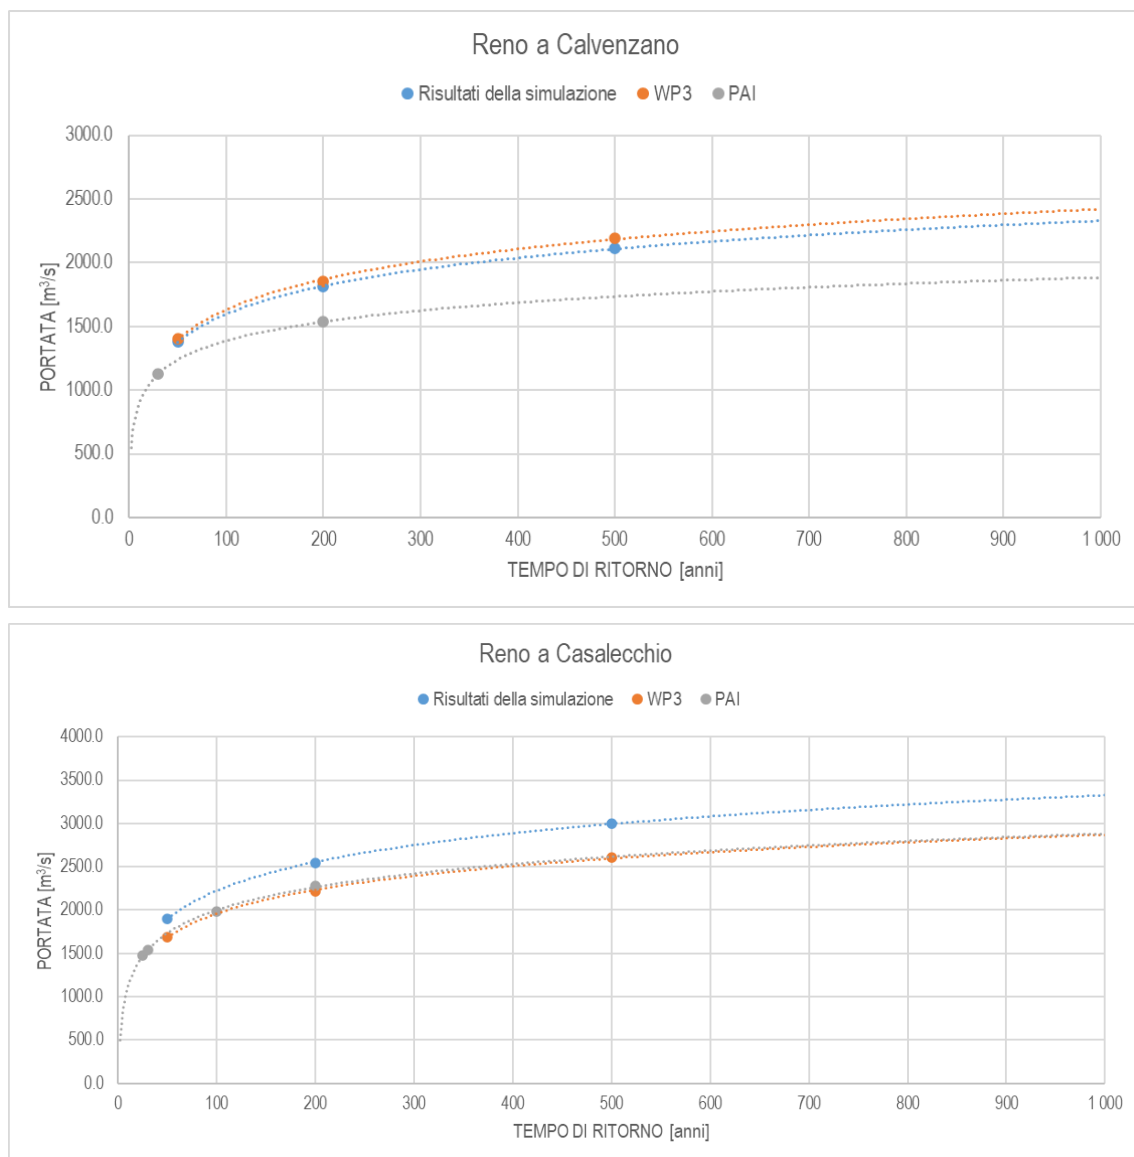 Reno a Calvenzano
Risultati della simulazione WP3 PAI
3000.0
2500.0
2000.0
1500.0
1000.0
500.0
0.0
PORTATA [m³/s]
0 100 200 300 400 500 600 700 800 900 1 000
TEMPO DI RITORNO [anni]
Reno a Casalecchio
Risultati della simulazione WP3 PAI
4000.0
3500.0
3000.0
2500.0
2000.0
1500.0
1000.0
500.0
0.0
PORTATA [m³/s]
0 100 200 300 400 500 600 700 800 900 1 000
TEMPO DI RITORNO [anni]